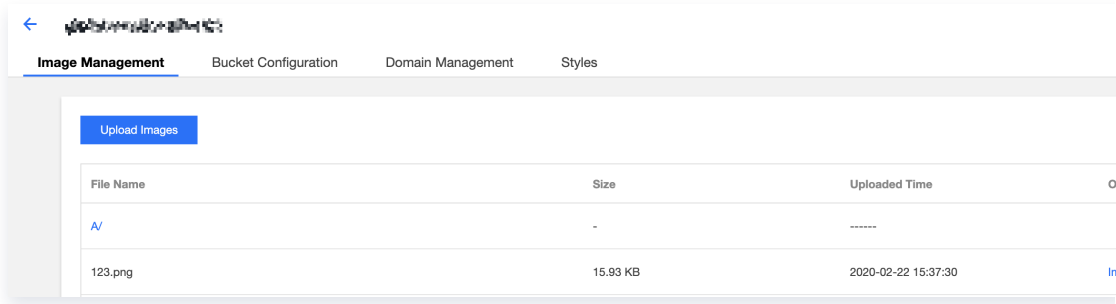 Image Management Bucket Configuration Domain Management Styles
Upload Images
File Name Size Uploaded Time
A/ - ------
123.png 15.93 KB 2020-02-22 15:37:30